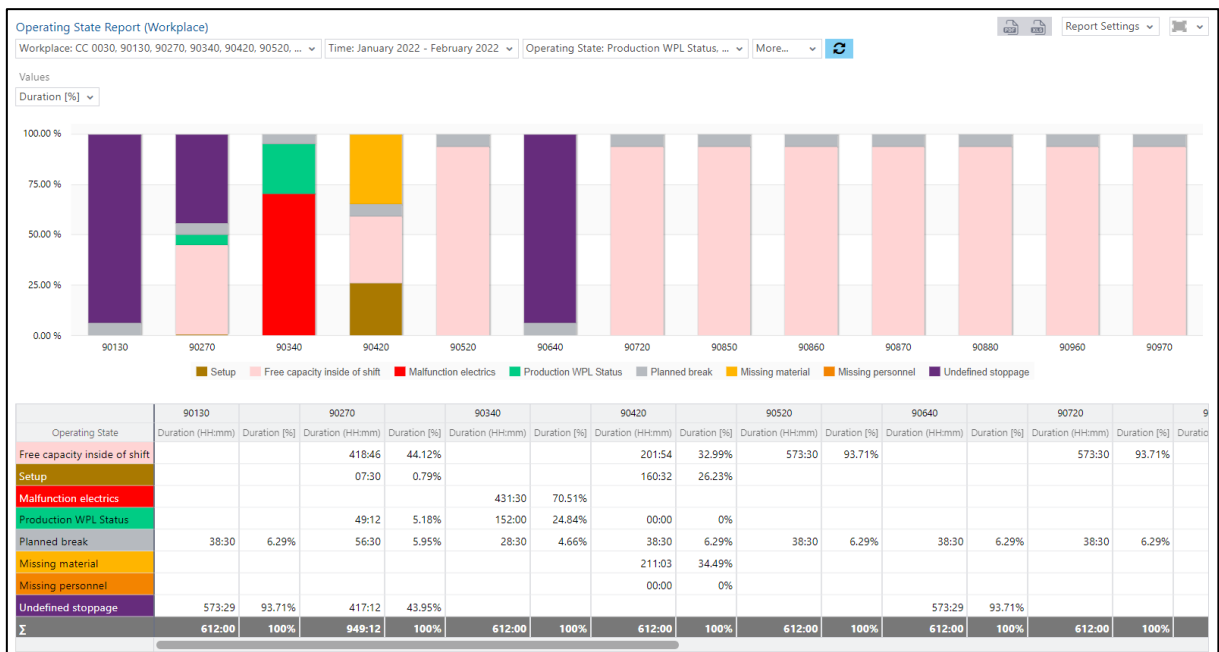 Operating State Report (Workplace)
PDF XLS Report Settings
Workplace: CC 0030, 90130, 90270, 90340, 90420, 90520, ... Time: January 2022 - February 2022 Operating State: Production WPL Status, ... More...
Values
Duration [%]
100.00 %
75.00 %
50.00 %
25.00 %
0.00 %
90130 90270 90340 90420 90520 90640 90720 90850 90860 90870 90880 90960 90970
Setup Free capacity inside of shift Malfunction electrics Production WPL Status Planned break Missing material Missing personnel Undefined stoppage
90130 90270 90340 90420 90520 90640 90720 9
Operating State Duration (HH:mm) Duration [%] Duration (HH:mm) Duration [%] Duration (HH:mm) Duration [%] Duration (HH:mm) Duration [%] Duration (HH:mm) Duration [%] Duration (HH:mm) Duration [%] Duration (HH:mm) Duration [%] Duratio
Free capacity inside of shift 418:46 44.12% 201:54 32.99% 573:30 93.71% 573:30 93.71%
Setup 07:30 0.79% 160:32 26.23%
Malfunction electrics 431:30 70.51%
Production WPL Status 49:12 5.18% 152:00 24.84% 00:00 0%
Planned break 38:30 6.29% 56:30 5.95% 28:30 4.66% 38:30 6.29% 38:30 6.29% 38:30 6.29% 38:30 6.29%
Missing material 211:03 34.49%
Missing personnel 00:00 0%
Undefined stoppage 573:29 93.71% 417:12 43.95% 573:29 93.71%
Σ 612:00 100% 949:12 100% 612:00 100% 612:00 100% 612:00 100% 612:00 100% 612:00 100%